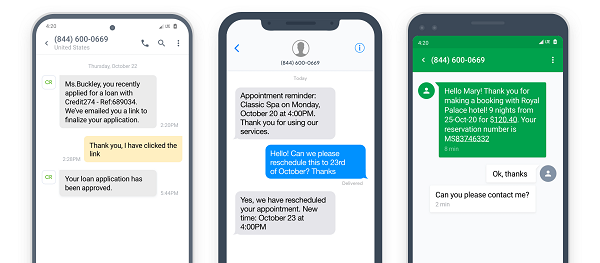 4:20
(844) 600-0669
United States
Thursday, October 22
CR
Ms.Buckley, you recently
applied for a loan with
Credit274 - Ref:689034.
We've emailed you a link to
finalize your application.
2:25PM
Thank you, I have clicked the
link
2:28PM
CR
Your loan application has
been approved.
5:44PM
(844) 600-0669
Today
Appointment reminder:
Classic Spa on Monday,
October 20 at 4:00PM.
Thank you for using our
services.
Hello! Can we please
reschedule this to 23rd
of October? Thanks
Delivered
Yes, we have rescheduled
your appointment. New
time: October 23 at
4:00PM
4:20
LTE
(844) 600-0669
Hello Mary! Thank you for
making a booking with Royal
Palace hotel! 9 nights from
25-Oct-20 for $120.40. Your
reservation number is
MS83746332
8 min
Ok, thanks
Can you please contact me?
2 min